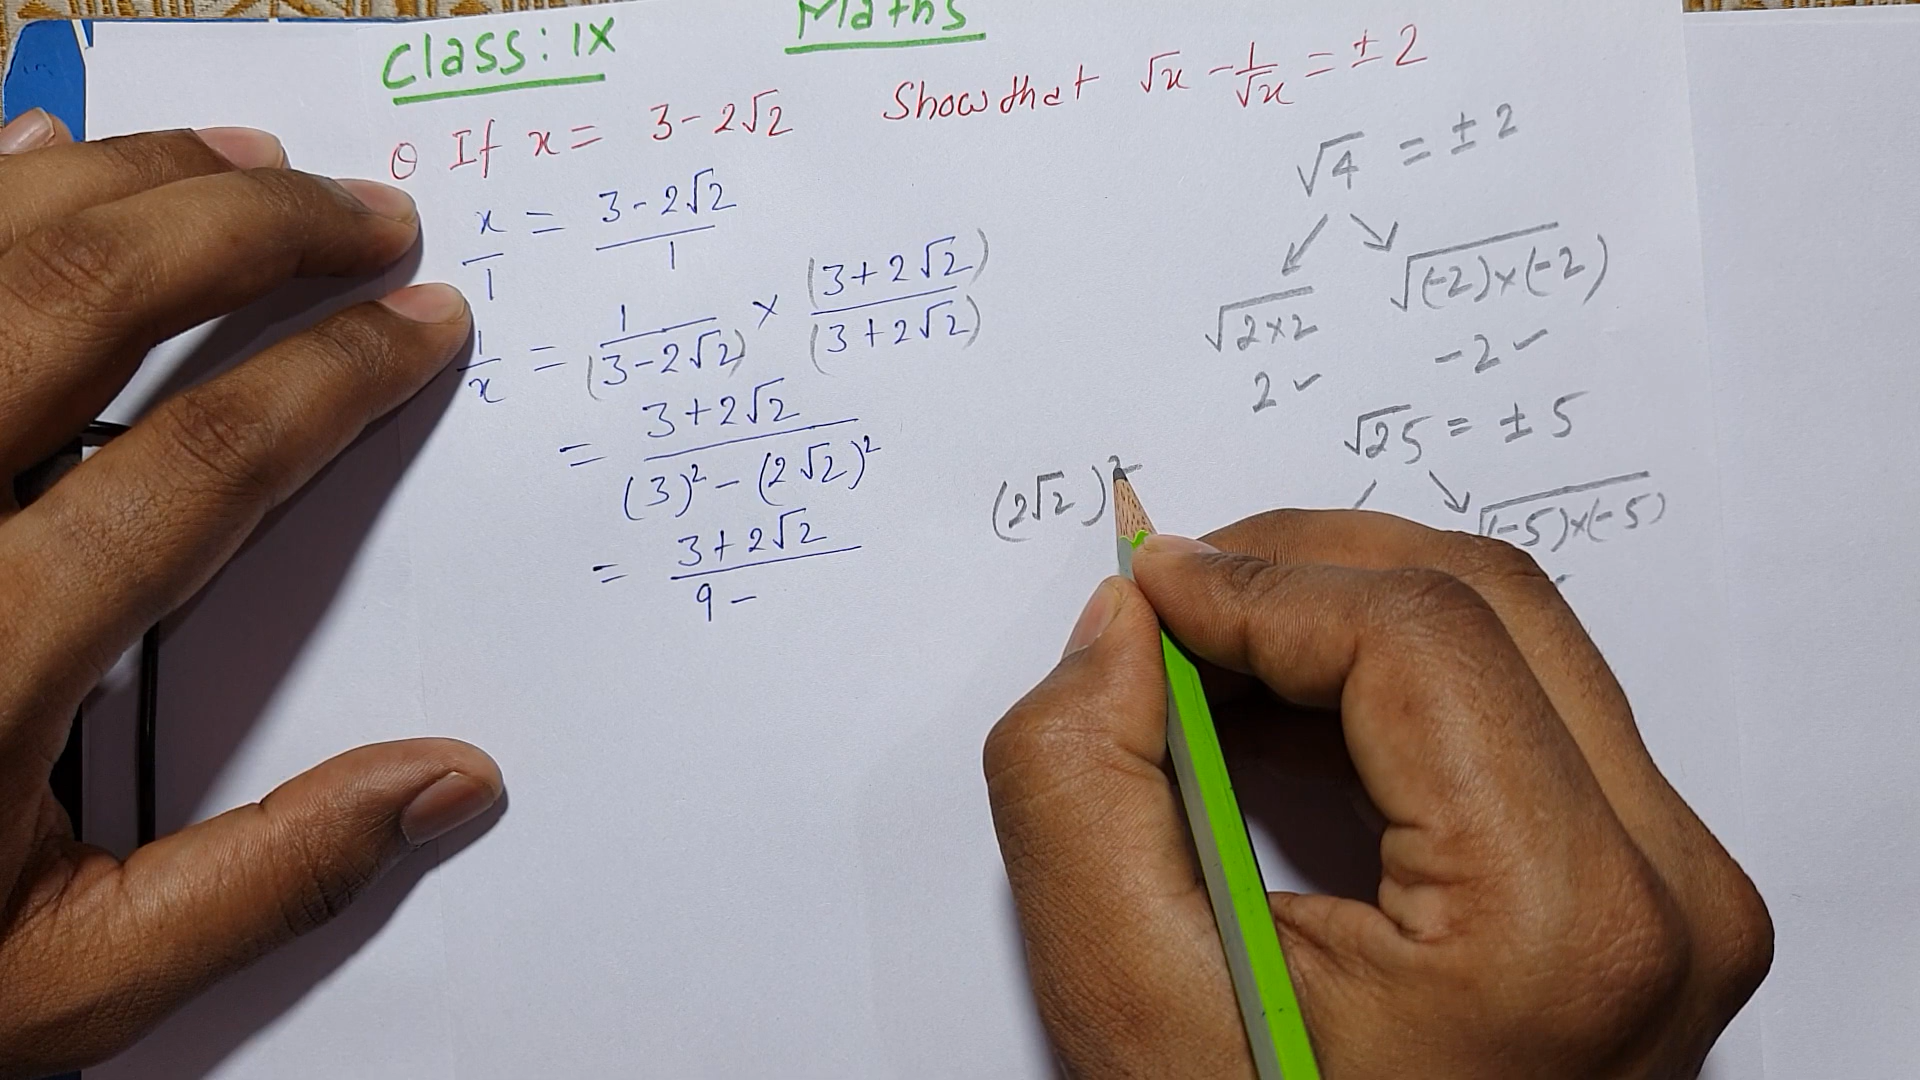 Class: IX Maths
Q If x = 3 - 2√2 Show that √x - 1/√x = ± 2
x/1 = (3 - 2√2)/1
1/x = 1/(3 - 2√2) × (3 + 2√2)/(3 + 2√2)
= (3 + 2√2)/((3)² - (2√2)²)
= (3 + 2√2)/(9 -
(2√2)²
√4 = ± 2
√2×2 √(-2)×(-2)
2 ✓ -2 ✓
√25 = ± 5
√(-5)×(-5)